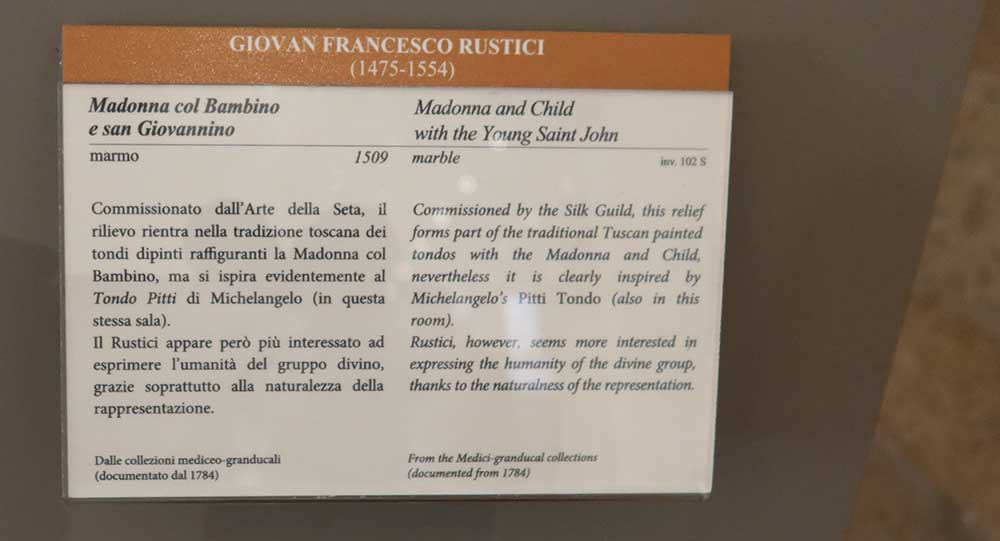 GIOVAN FRANCESCO RUSTICI
(1475-1554)
Madonna col Bambino
e san Giovannino
marmo 1509
Commissionato dall'Arte della Seta, il
rilievo rientra nella tradizione toscana dei
tondi dipinti raffiguranti la Madonna col
Bambino, ma si ispira evidentemente al
Tondo Pitti di Michelangelo (in questa
stessa sala).
Il Rustici appare però più interessato ad
esprimere l'umanità del gruppo divino,
grazie soprattutto alla naturalezza della
rappresentazione.
Dalle collezioni mediceo-granducali
(documentato dal 1784)
Madonna and Child
with the Young Saint John
marble inv. 102 S
Commissioned by the Silk Guild, this relief
forms part of the traditional Tuscan painted
tondos with the Madonna and Child,
nevertheless it is clearly inspired by
Michelangelo's Pitti Tondo (also in this
room).
Rustici, however, seems more interested in
expressing the humanity of the divine group,
thanks to the naturalness of the representation.
From the Medici-granducal collections
(documented from 1784)